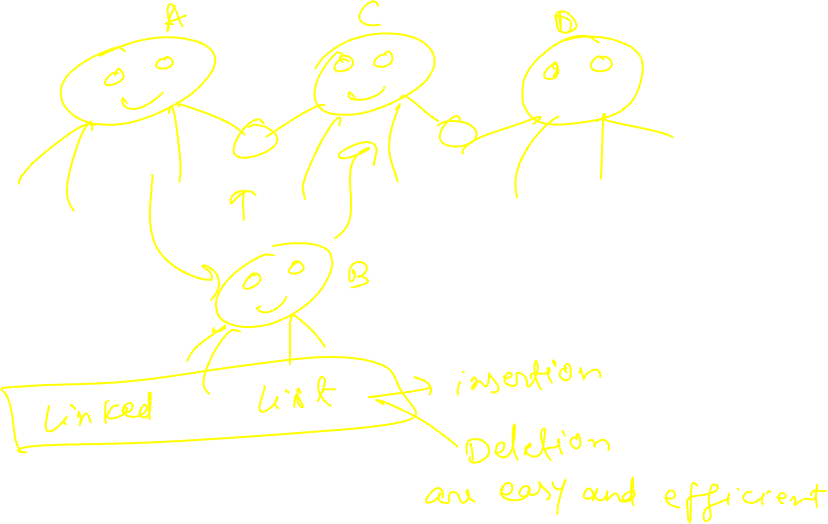 A C D
B
Linked List
insertion
Deletion
are easy and efficient